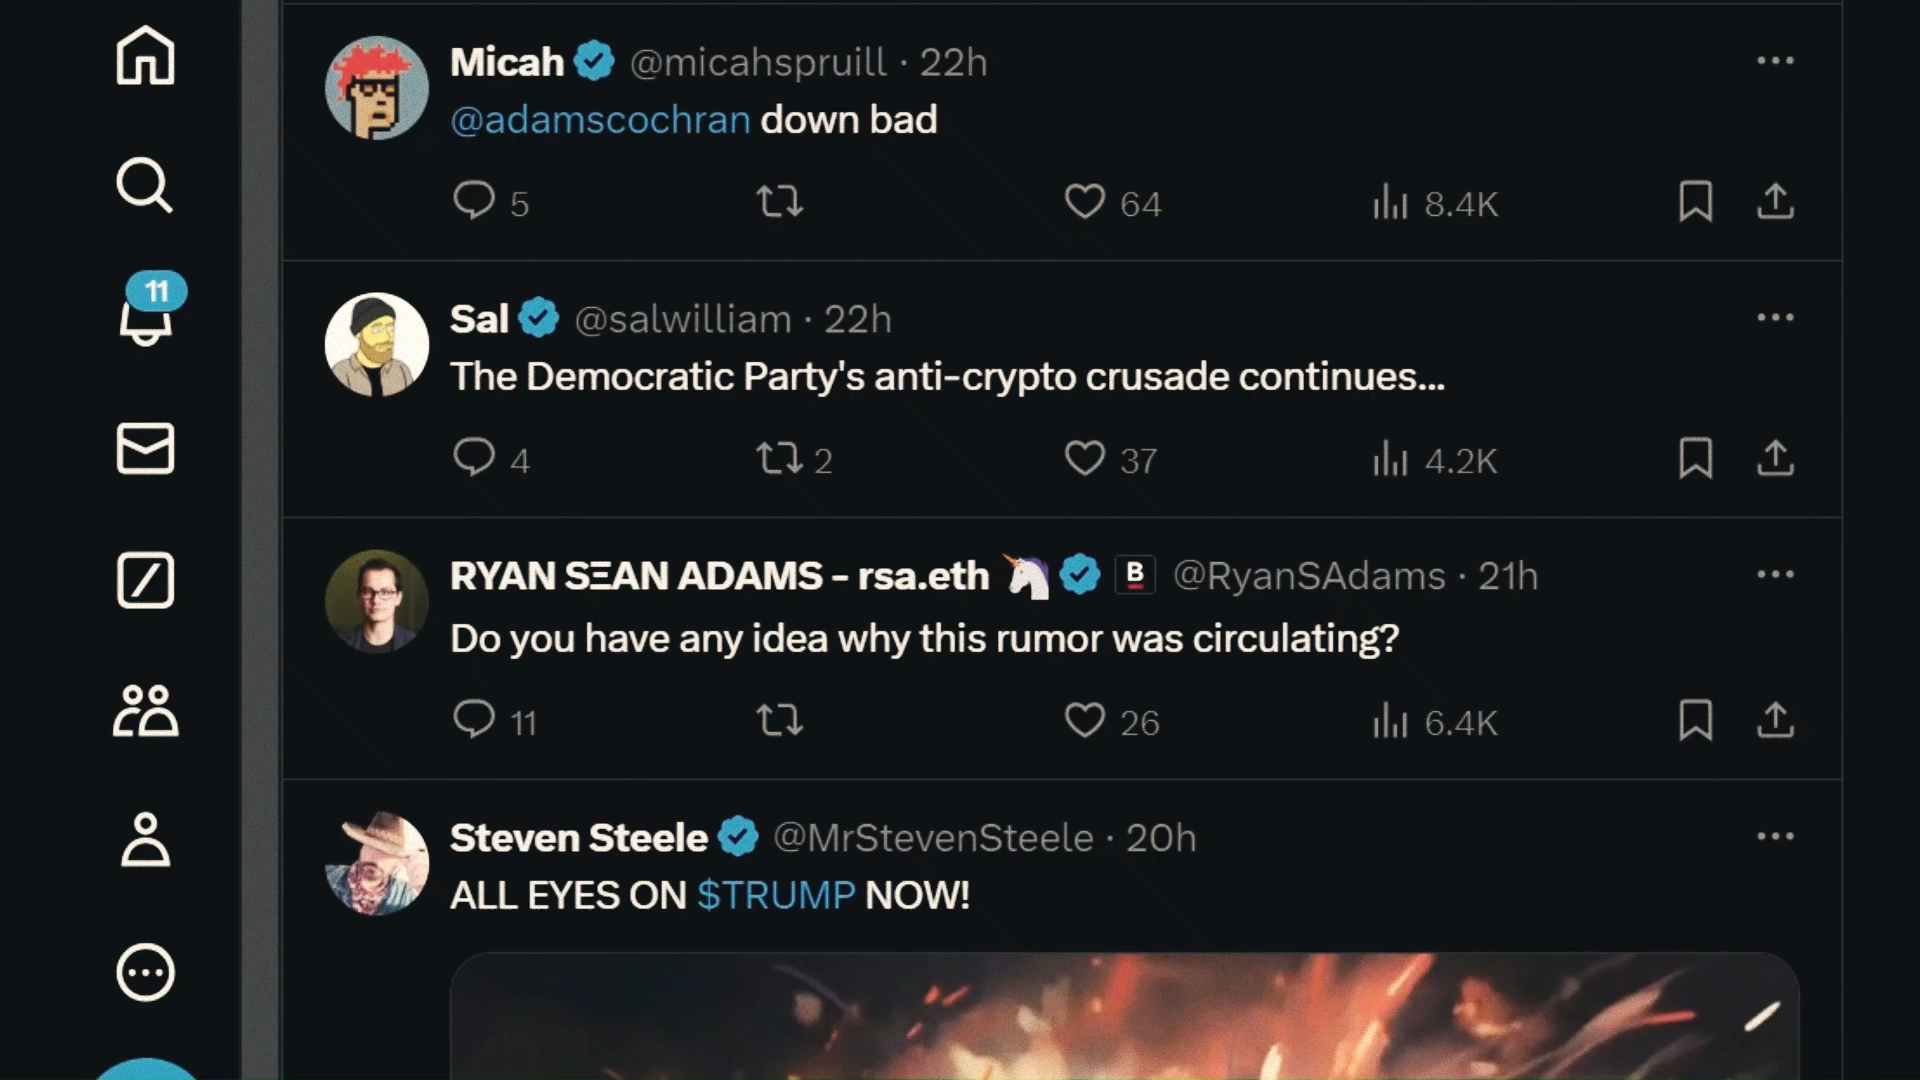 Micah @micahspruill · 22h
@adamscochran down bad
5 64 8.4K
11
Sal @salwilliam · 22h
The Democratic Party's anti-crypto crusade continues...
4 2 37 4.2K
RYAN SΞAN ADAMS - rsa.eth B @RyanSAdams · 21h
Do you have any idea why this rumor was circulating?
11 26 6.4K
Steven Steele @MrStevenSteele · 20h
ALL EYES ON $TRUMP NOW!